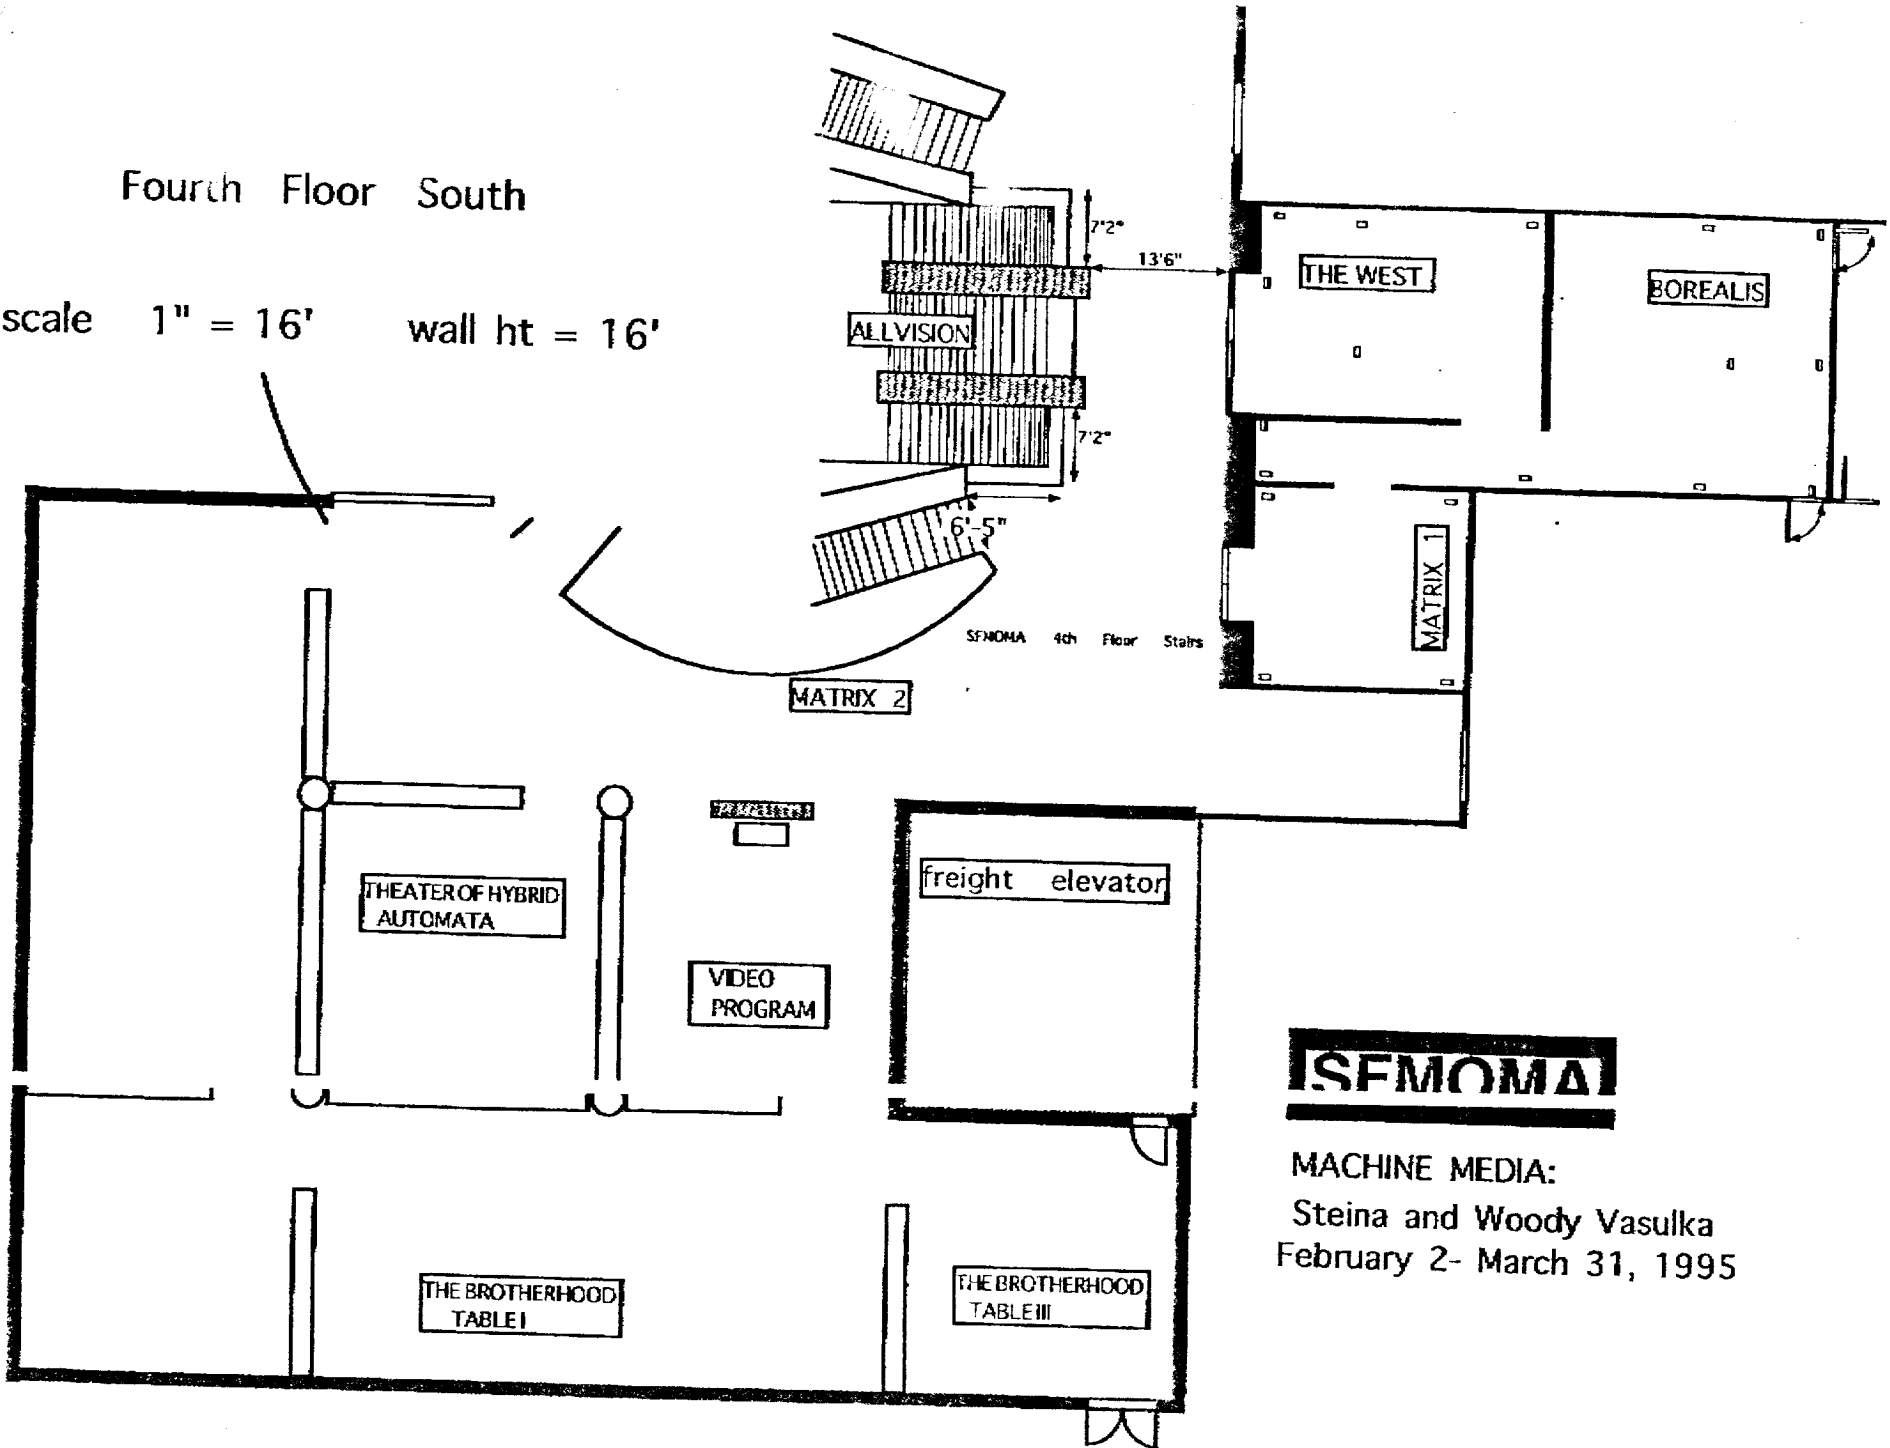 Fourth Floor South
scale 1" = 16' wall ht = 16'
7'2"
13'6"
THE WEST
BOREALIS
ALLVISION
7'2"
6'-5"
MATRIX 1
SFMOMA 4th Floor Stairs
MATRIX 2
THEATER OF HYBRID
AUTOMATA
freight elevator
VIDEO
PROGRAM
SFMOMA
MACHINE MEDIA:
Steina and Woody Vasulka
February 2- March 31, 1995
THE BROTHERHOOD
TABLE I
THE BROTHERHOOD
TABLE III